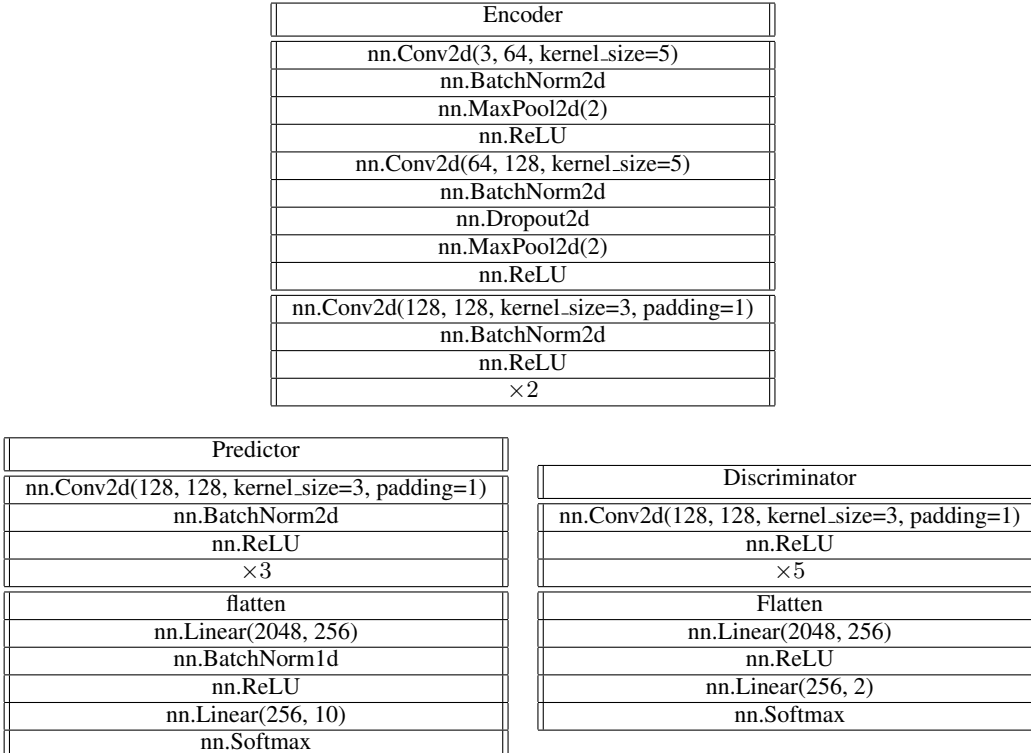 Encoder
nn.Conv2d(3, 64, kernel_size=5)
nn.BatchNorm2d
nn.MaxPool2d(2)
nn.ReLU
nn.Conv2d(64, 128, kernel_size=5)
nn.BatchNorm2d
nn.Dropout2d
nn.MaxPool2d(2)
nn.ReLU
nn.Conv2d(128, 128, kernel_size=3, padding=1)
nn.BatchNorm2d
nn.ReLU
×2
Predictor
nn.Conv2d(128, 128, kernel_size=3, padding=1)
nn.BatchNorm2d
nn.ReLU
×3
flatten
nn.Linear(2048, 256)
nn.BatchNorm1d
nn.ReLU
nn.Linear(256, 10)
nn.Softmax
Discriminator
nn.Conv2d(128, 128, kernel_size=3, padding=1)
nn.ReLU
×5
Flatten
nn.Linear(2048, 256)
nn.ReLU
nn.Linear(256, 2)
nn.Softmax